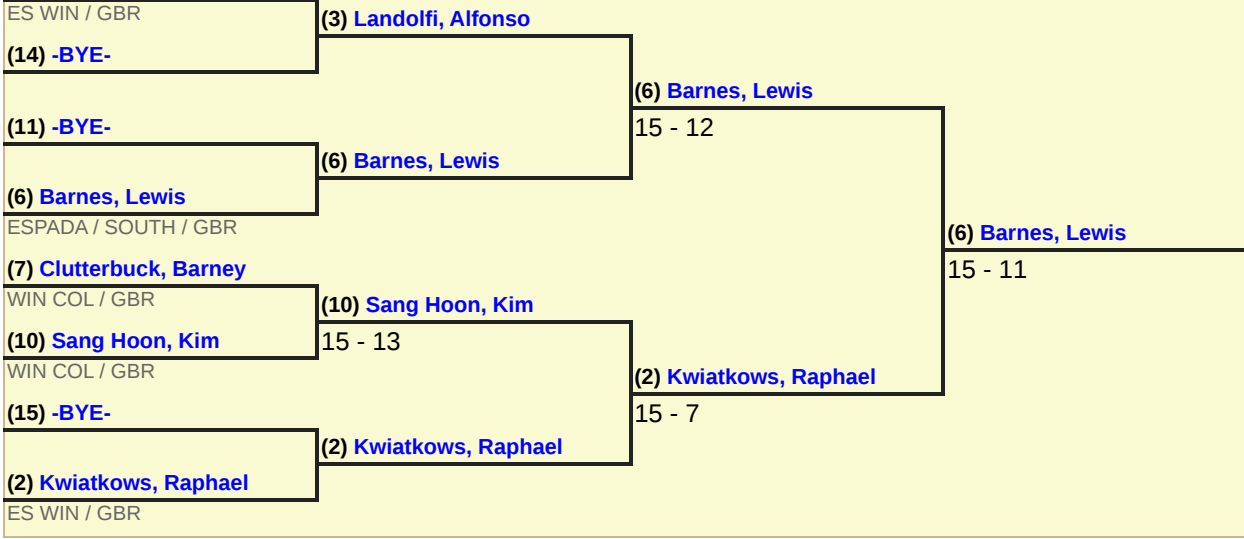 ES WIN / GBR
(3) Landolfi, Alfonso
(14) -BYE-
(6) Barnes, Lewis
15 - 12
(11) -BYE-
(6) Barnes, Lewis
(6) Barnes, Lewis
ESPADA / SOUTH / GBR
(6) Barnes, Lewis
15 - 11
(7) Clutterbuck, Barney
WIN COL / GBR
(10) Sang Hoon, Kim
15 - 13
(10) Sang Hoon, Kim
WIN COL / GBR
(2) Kwiatkows, Raphael
15 - 7
(15) -BYE-
(2) Kwiatkows, Raphael
(2) Kwiatkows, Raphael
ES WIN / GBR